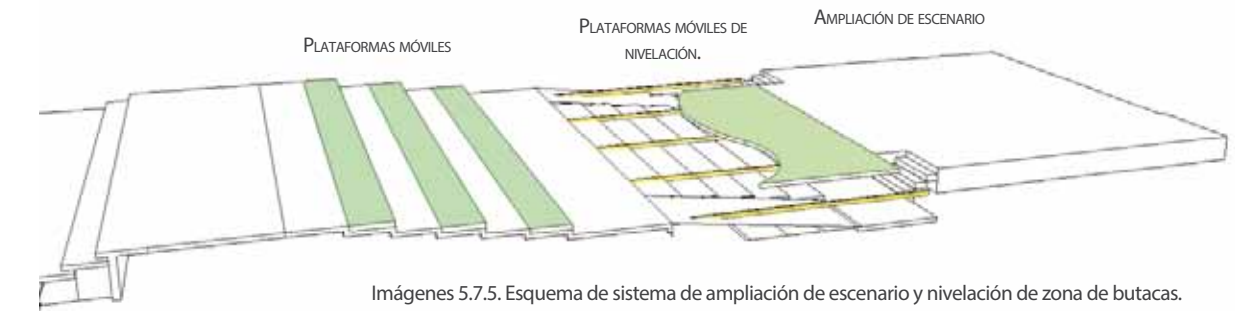 Plataformas móviles
Plataformas móviles de
nivelación.
Ampliación de escenario
Imágenes 5.7.5. Esquema de sistema de ampliación de escenario y nivelación de zona de butacas.